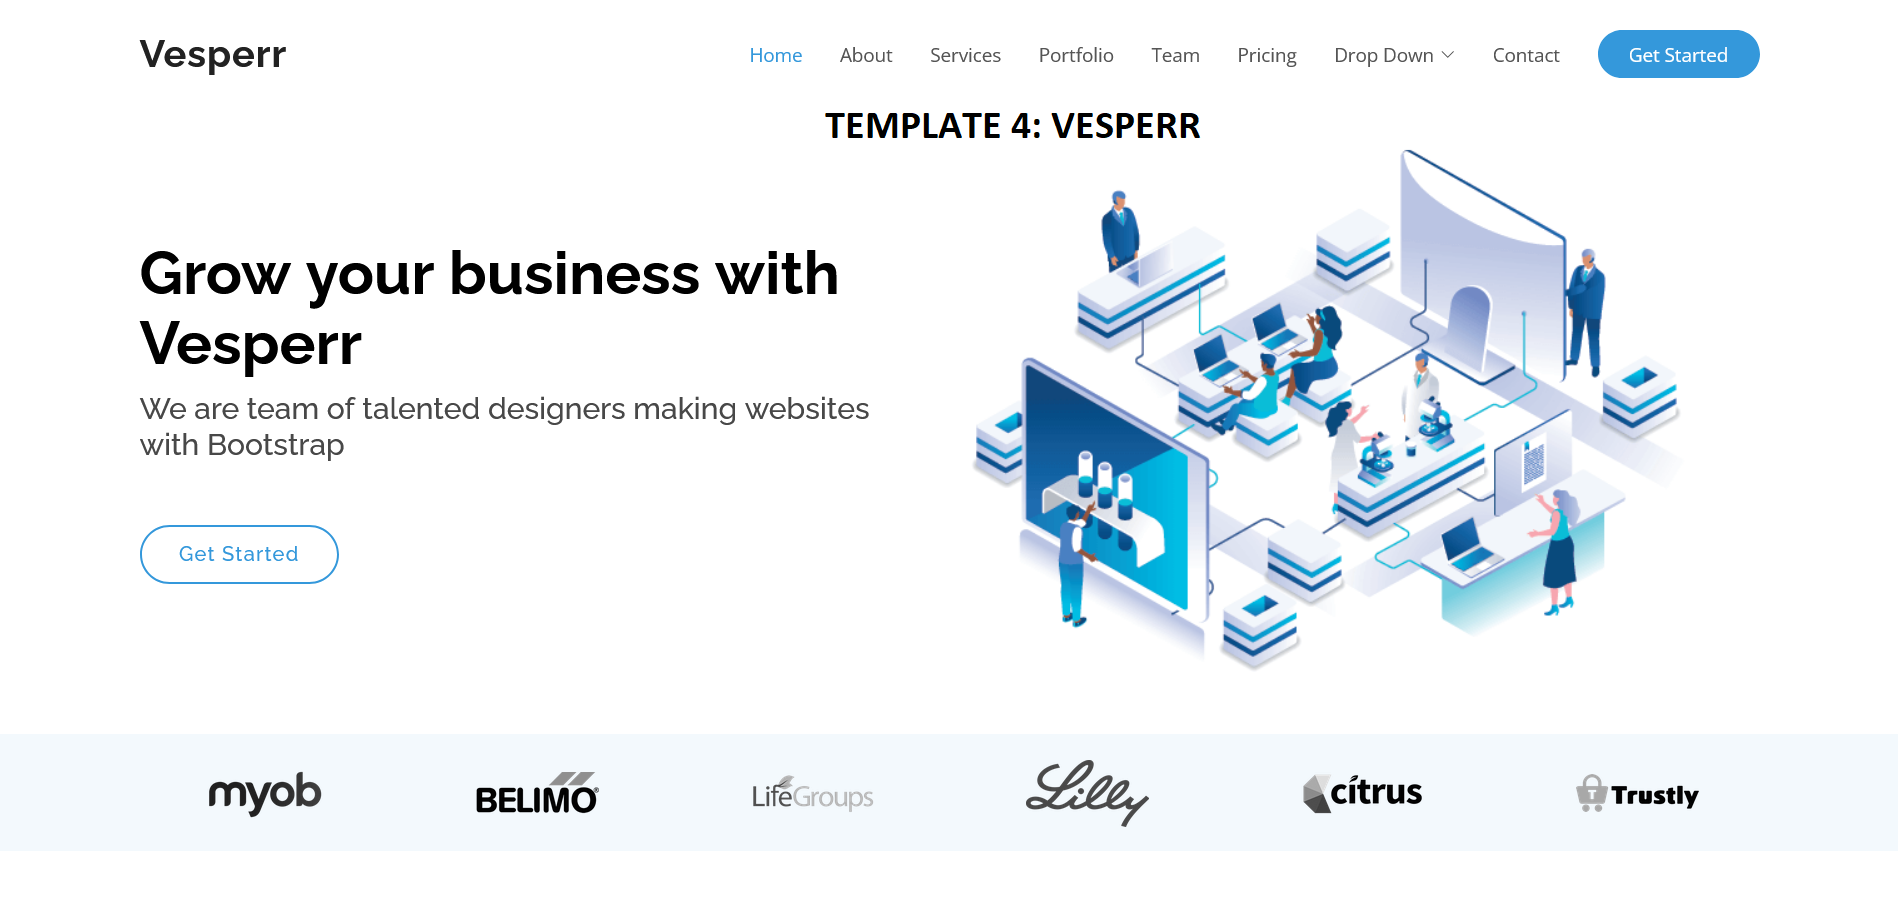 Vesperr
Home About Services Portfolio Team Pricing Drop Down Contact Get Started
TEMPLATE 4: VESPERR
Grow your business with
Vesperr
We are team of talented designers making websites
with Bootstrap
Get Started
myob BELIMO® LifeGroups Lilly citrus Trustly